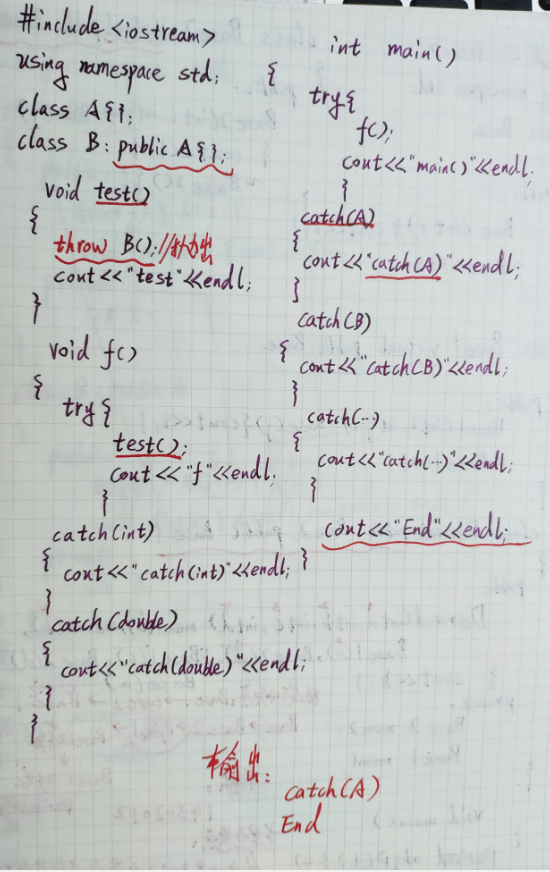 #include <iostream>
using namespace std;
class A{};
class B: public A{};
void test()
{
throw B(); //抛出
cout<<"test"<<endl;
}
void f()
{
try{
test();
cout<<"f"<<endl;
}
catch(int)
{
cout<<"catch(int)"<<endl;
}
catch(double)
{
cout<<"catch(double)"<<endl;
}
}
int main()
{
try{
f();
cout<<"main()"<<endl;
}
catch(A)
{
cout<<"catch(A)"<<endl;
}
catch(B)
{
cout<<"catch(B)"<<endl;
}
catch(...)
{
cout<<"catch(...)"<<endl;
}
cout<<"End"<<endl;
}
输出:
catch(A)
End